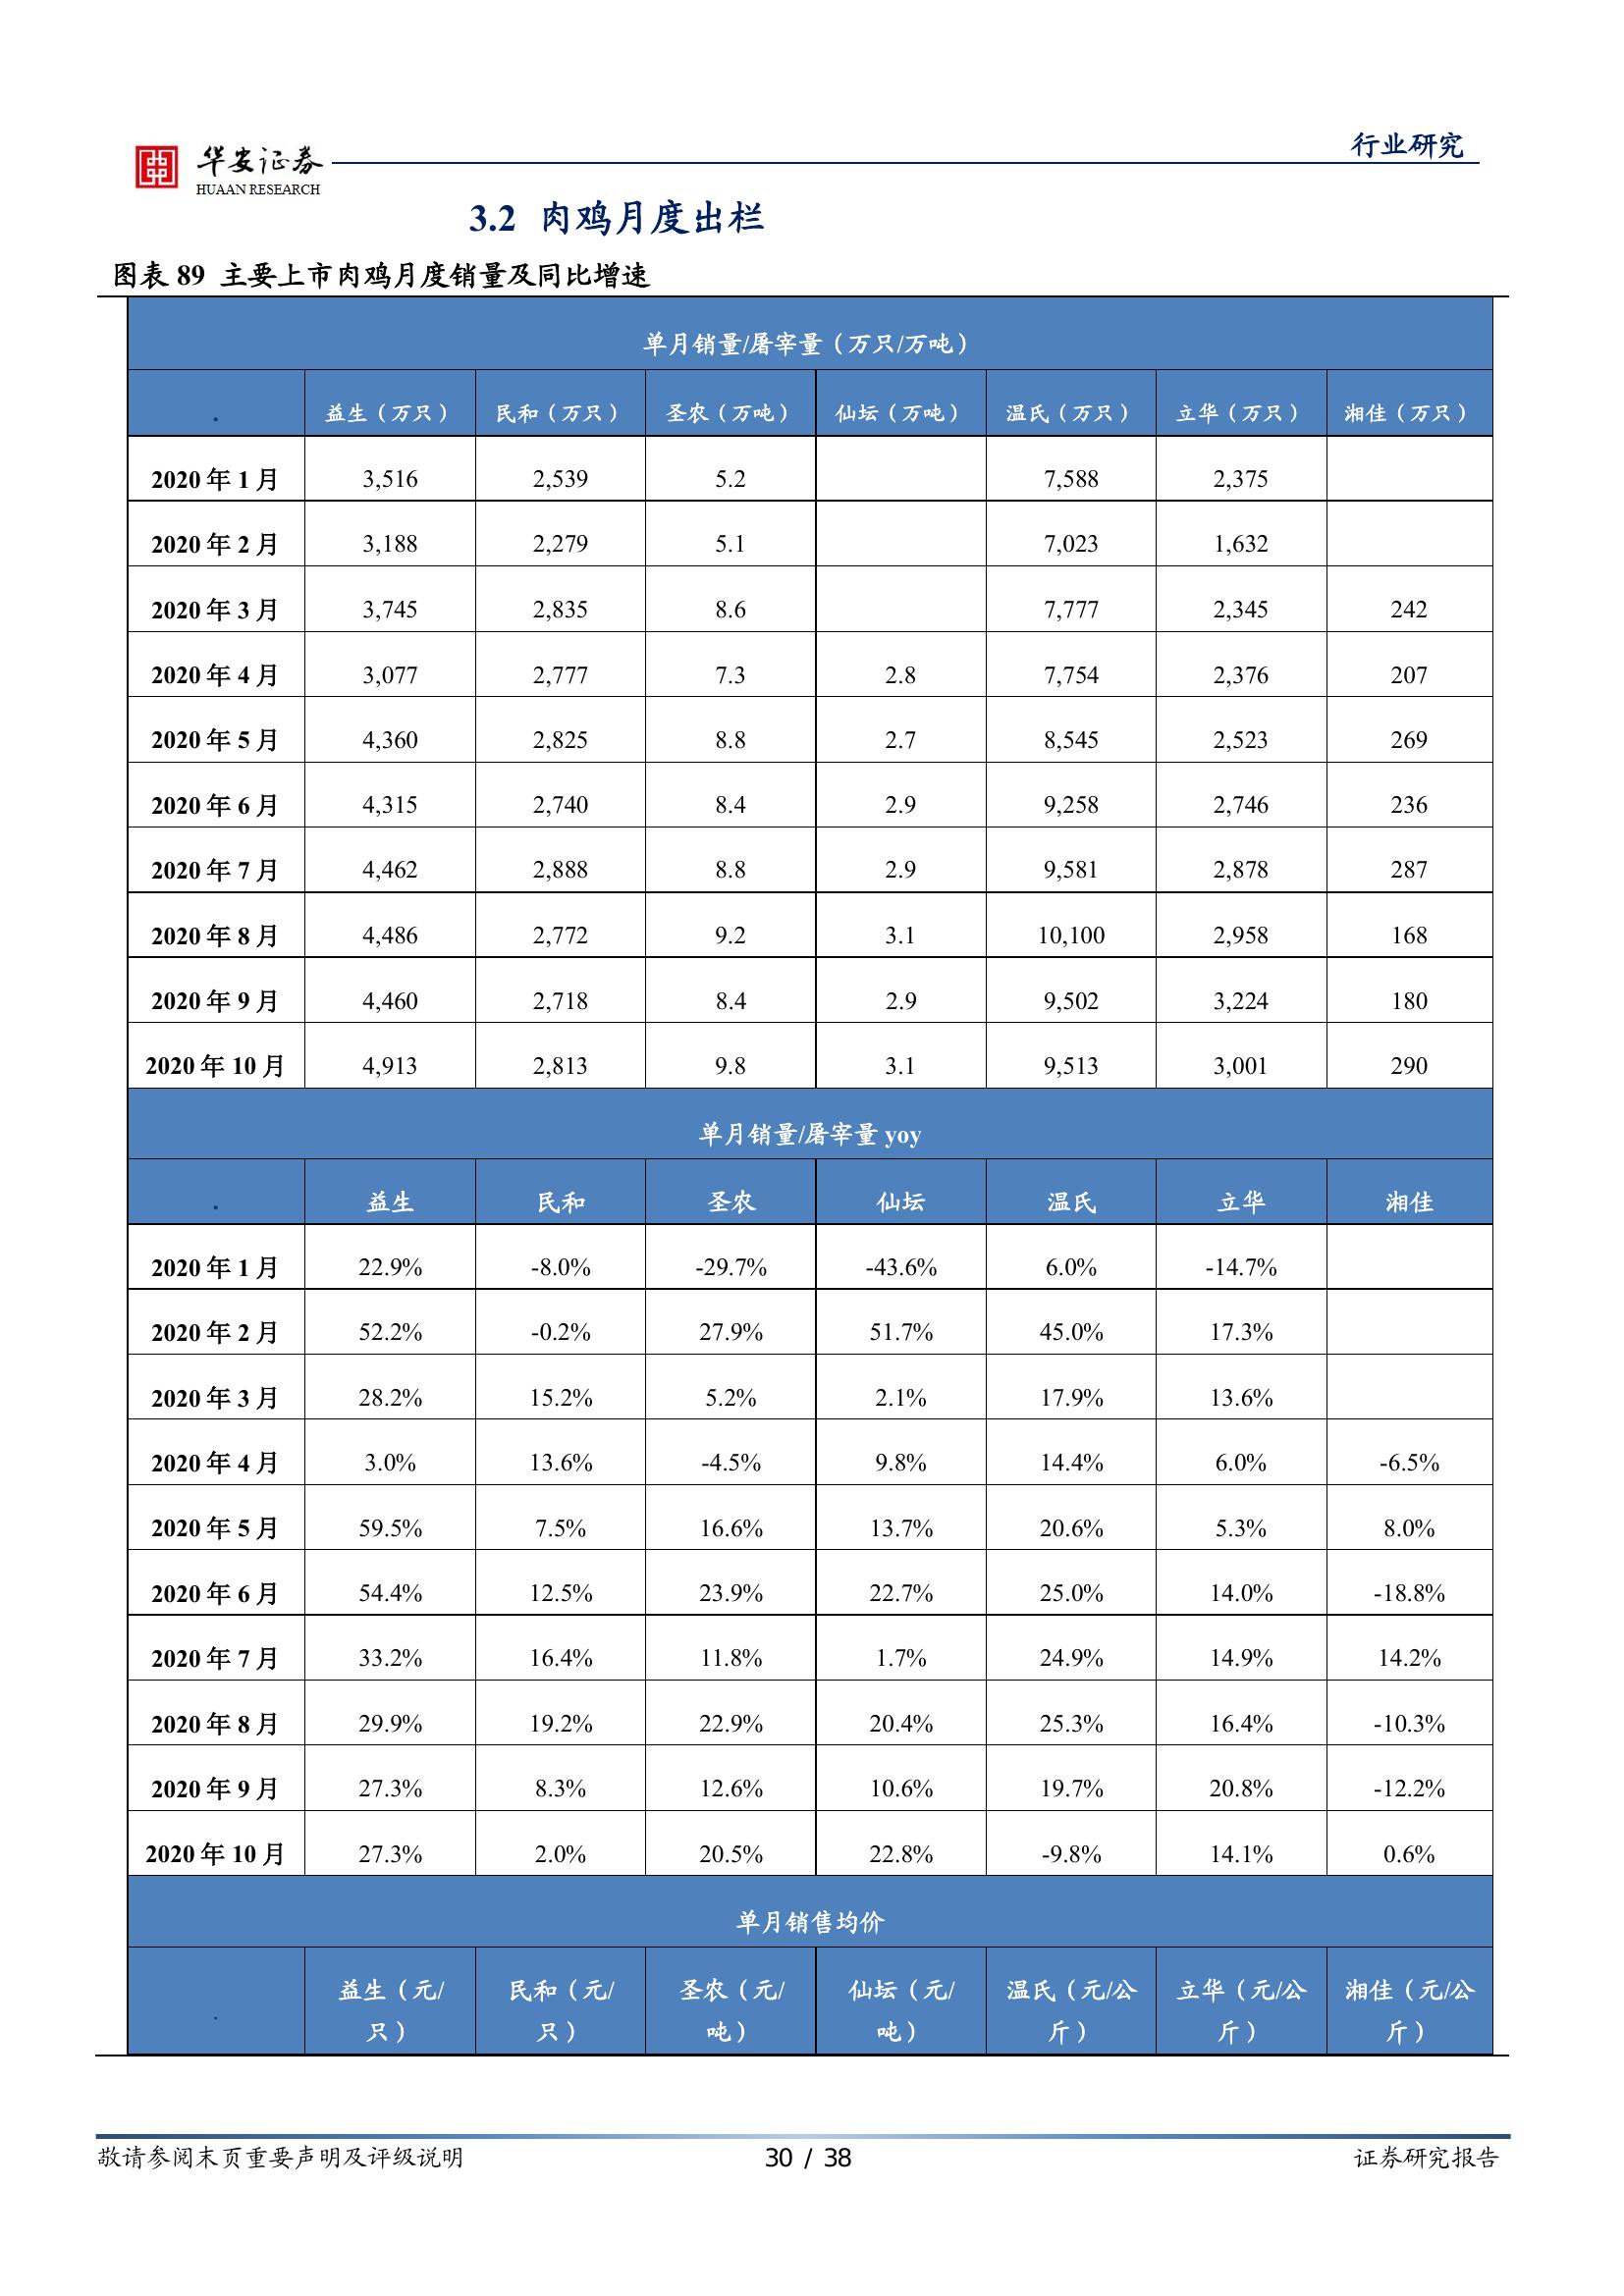 华安证券
HUAAN RESEARCH
行业研究
3.2 肉鸡月度出栏
图表 89 主要上市肉鸡月度销量及同比增速
单月销量/屠宰量（万只/万吨）
. 益生（万只） 民和（万只） 圣农（万吨） 仙坛（万吨） 温氏（万只） 立华（万只） 湘佳（万只）
2020 年 1 月 3,516 2,539 5.2 7,588 2,375
2020 年 2 月 3,188 2,279 5.1 7,023 1,632
2020 年 3 月 3,745 2,835 8.6 7,777 2,345 242
2020 年 4 月 3,077 2,777 7.3 2.8 7,754 2,376 207
2020 年 5 月 4,360 2,825 8.8 2.7 8,545 2,523 269
2020 年 6 月 4,315 2,740 8.4 2.9 9,258 2,746 236
2020 年 7 月 4,462 2,888 8.8 2.9 9,581 2,878 287
2020 年 8 月 4,486 2,772 9.2 3.1 10,100 2,958 168
2020 年 9 月 4,460 2,718 8.4 2.9 9,502 3,224 180
2020 年 10 月 4,913 2,813 9.8 3.1 9,513 3,001 290
单月销量/屠宰量 yoy
. 益生 民和 圣农 仙坛 温氏 立华 湘佳
2020 年 1 月 22.9% -8.0% -29.7% -43.6% 6.0% -14.7%
2020 年 2 月 52.2% -0.2% 27.9% 51.7% 45.0% 17.3%
2020 年 3 月 28.2% 15.2% 5.2% 2.1% 17.9% 13.6%
2020 年 4 月 3.0% 13.6% -4.5% 9.8% 14.4% 6.0% -6.5%
2020 年 5 月 59.5% 7.5% 16.6% 13.7% 20.6% 5.3% 8.0%
2020 年 6 月 54.4% 12.5% 23.9% 22.7% 25.0% 14.0% -18.8%
2020 年 7 月 33.2% 16.4% 11.8% 1.7% 24.9% 14.9% 14.2%
2020 年 8 月 29.9% 19.2% 22.9% 20.4% 25.3% 16.4% -10.3%
2020 年 9 月 27.3% 8.3% 12.6% 10.6% 19.7% 20.8% -12.2%
2020 年 10 月 27.3% 2.0% 20.5% 22.8% -9.8% 14.1% 0.6%
单月销售均价
. 益生（元/只） 民和（元/只） 圣农（元/吨） 仙坛（元/吨） 温氏（元/公斤） 立华（元/公斤） 湘佳（元/公斤）
敬请参阅末页重要声明及评级说明 30 / 38 证券研究报告